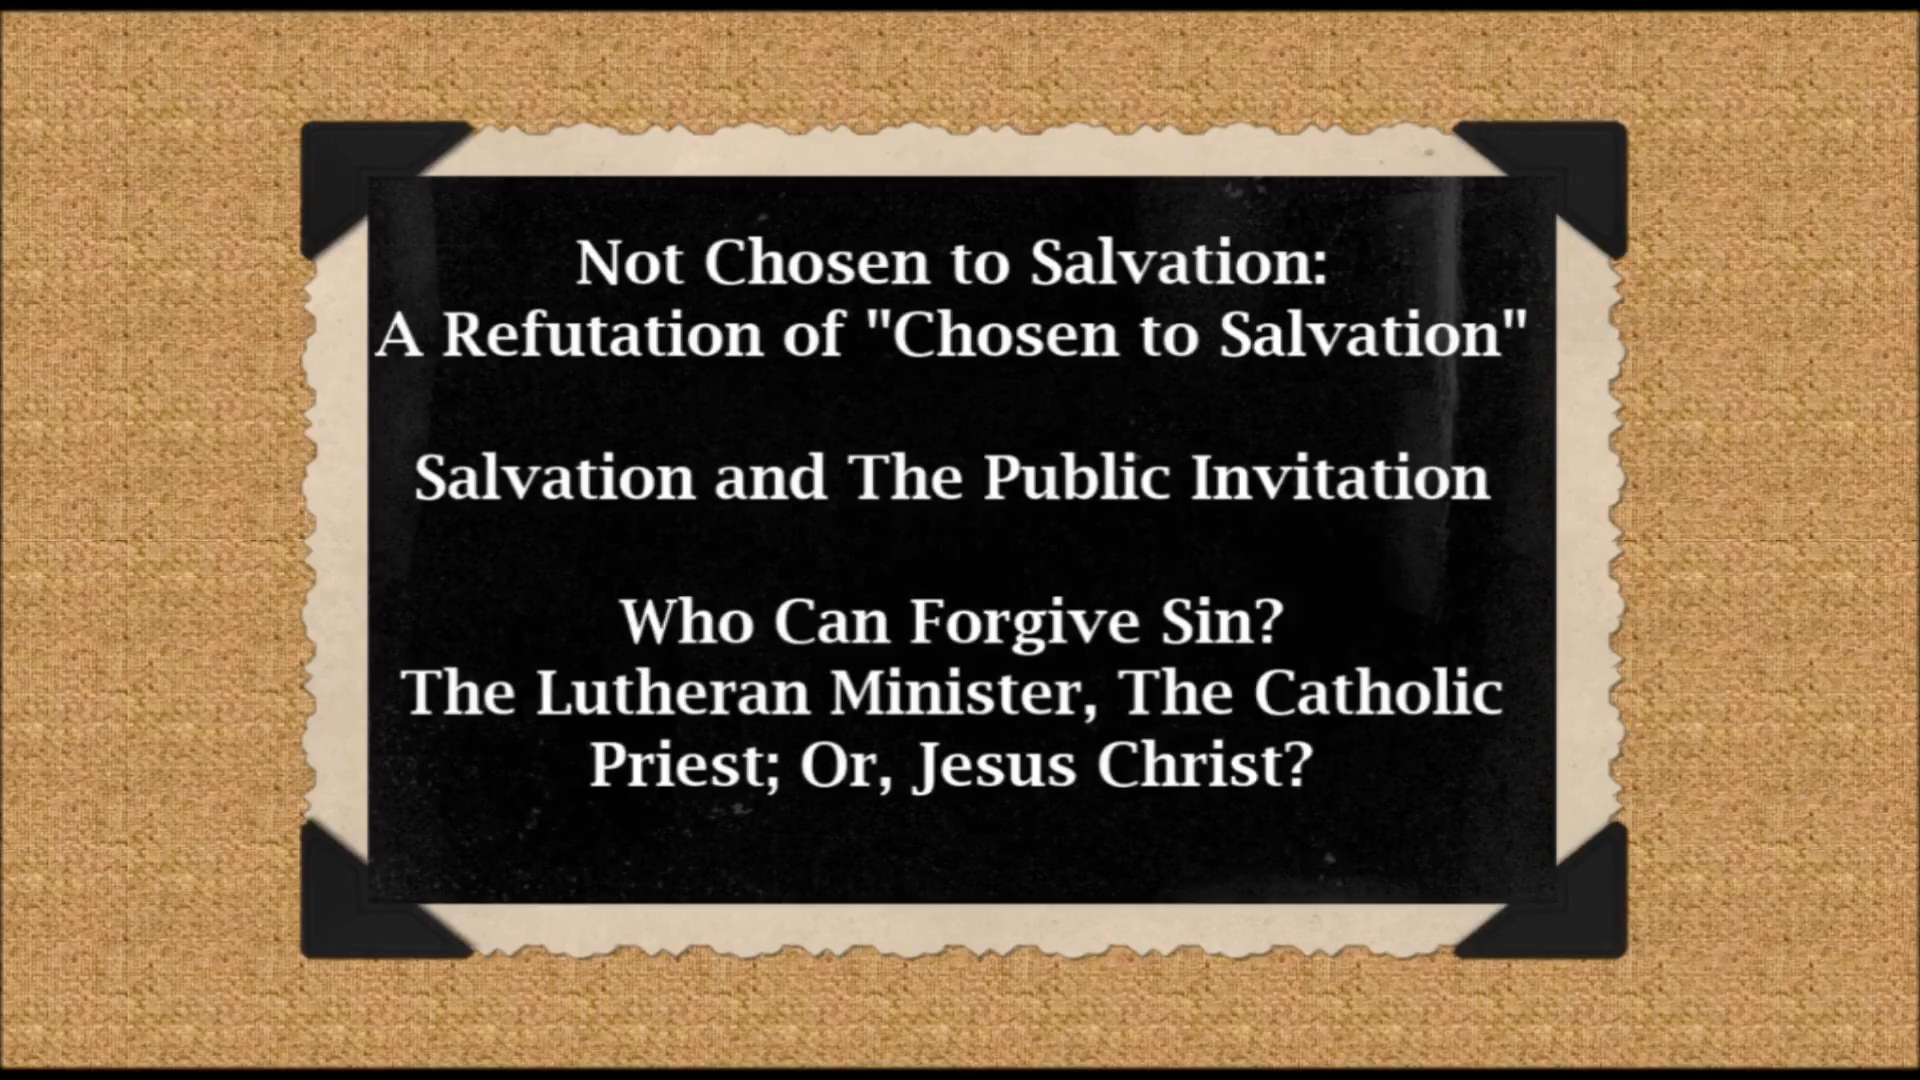 Not Chosen to Salvation:
A Refutation of "Chosen to Salvation"
Salvation and The Public Invitation
Who Can Forgive Sin?
The Lutheran Minister, The Catholic
Priest; Or, Jesus Christ?